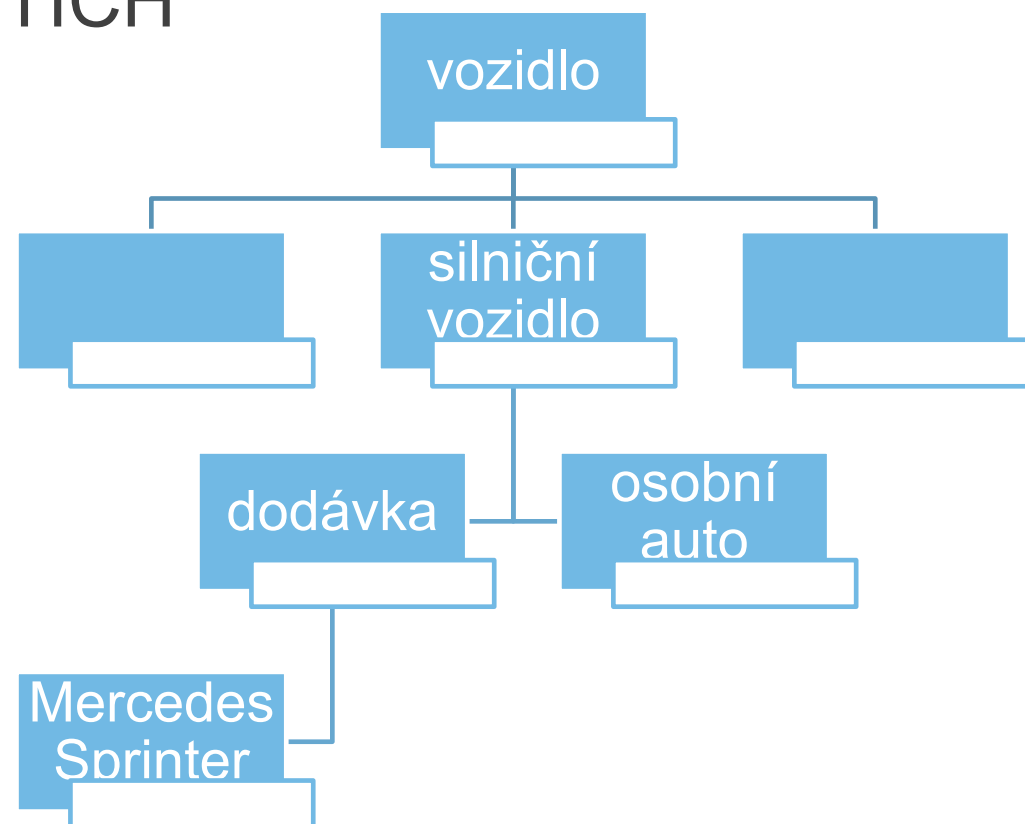 vozidlo
silniční
vozidlo
dodávka
osobní
auto
Mercedes
Sprinter